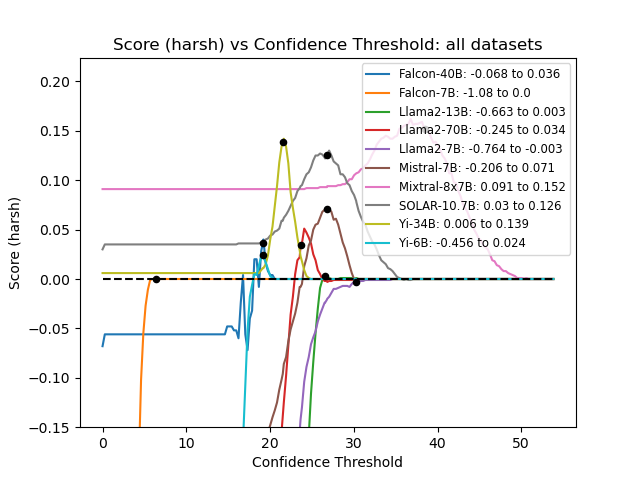 Score (harsh) vs Confidence Threshold: all datasets
Score (harsh)
0.20
0.15
0.10
0.05
0.00
−0.05
−0.10
−0.15
Falcon-40B: -0.068 to 0.036
Falcon-7B: -1.08 to 0.0
Llama2-13B: -0.663 to 0.003
Llama2-70B: -0.245 to 0.034
Llama2-7B: -0.764 to -0.003
Mistral-7B: -0.206 to 0.071
Mixtral-8x7B: 0.091 to 0.152
SOLAR-10.7B: 0.03 to 0.126
Yi-34B: 0.006 to 0.139
Yi-6B: -0.456 to 0.024
0 10 20 30 40 50
Confidence Threshold